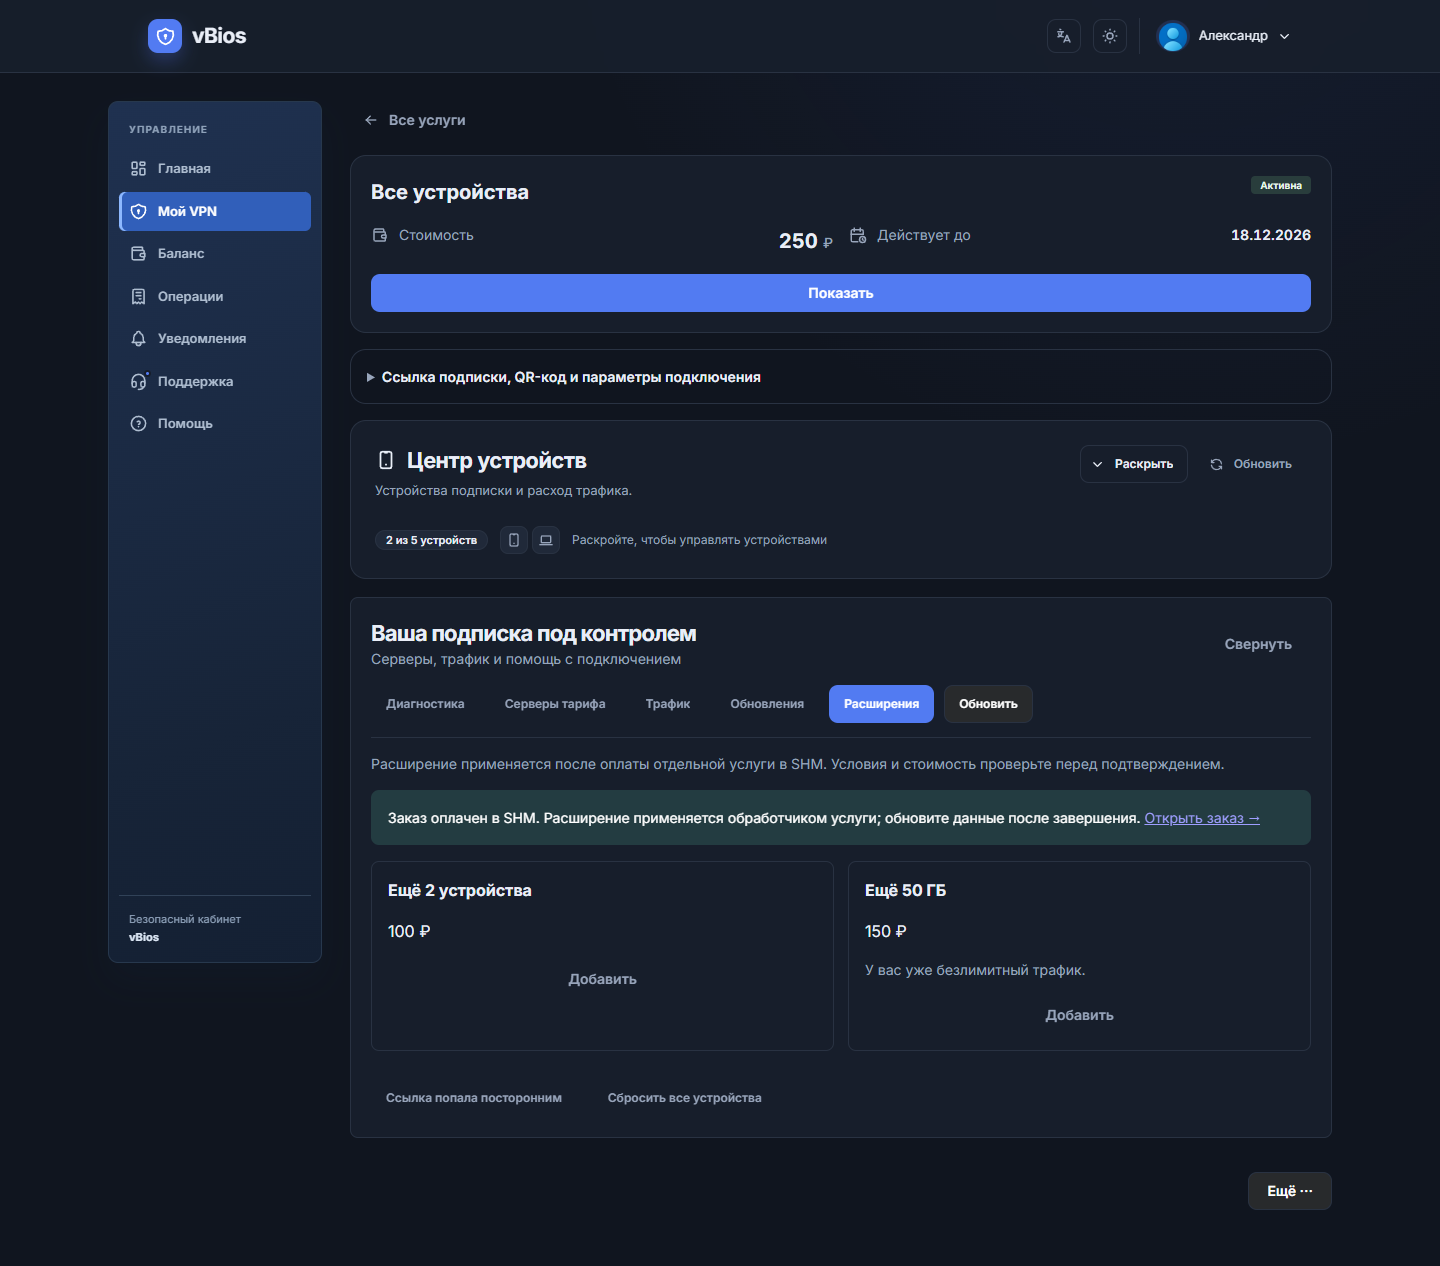 vBios
Александр
УПРАВЛЕНИЕ
Главная
Мой VPN
Баланс
Операции
Уведомления
Поддержка
Помощь
Безопасный кабинет
vBios
← Все услуги
Все устройства
Активна
Стоимость
250 ₽
Действует до
18.12.2026
Показать
Ссылка подписки, QR-код и параметры подключения
Центр устройств
Раскрыть
Обновить
Устройства подписки и расход трафика.
2 из 5 устройств
Раскройте, чтобы управлять устройствами
Ваша подписка под контролем
Серверы, трафик и помощь с подключением
Свернуть
Диагностика
Серверы тарифа
Трафик
Обновления
Расширения
Обновить
Расширение применяется после оплаты отдельной услуги в SHM. Условия и стоимость проверьте перед подтверждением.
Заказ оплачен в SHM. Расширение применяется обработчиком услуги; обновите данные после завершения. Открыть заказ →
Ещё 2 устройства
100 ₽
Добавить
Ещё 50 ГБ
150 ₽
У вас уже безлимитный трафик.
Добавить
Ссылка попала посторонним
Сбросить все устройства
Ещё ···